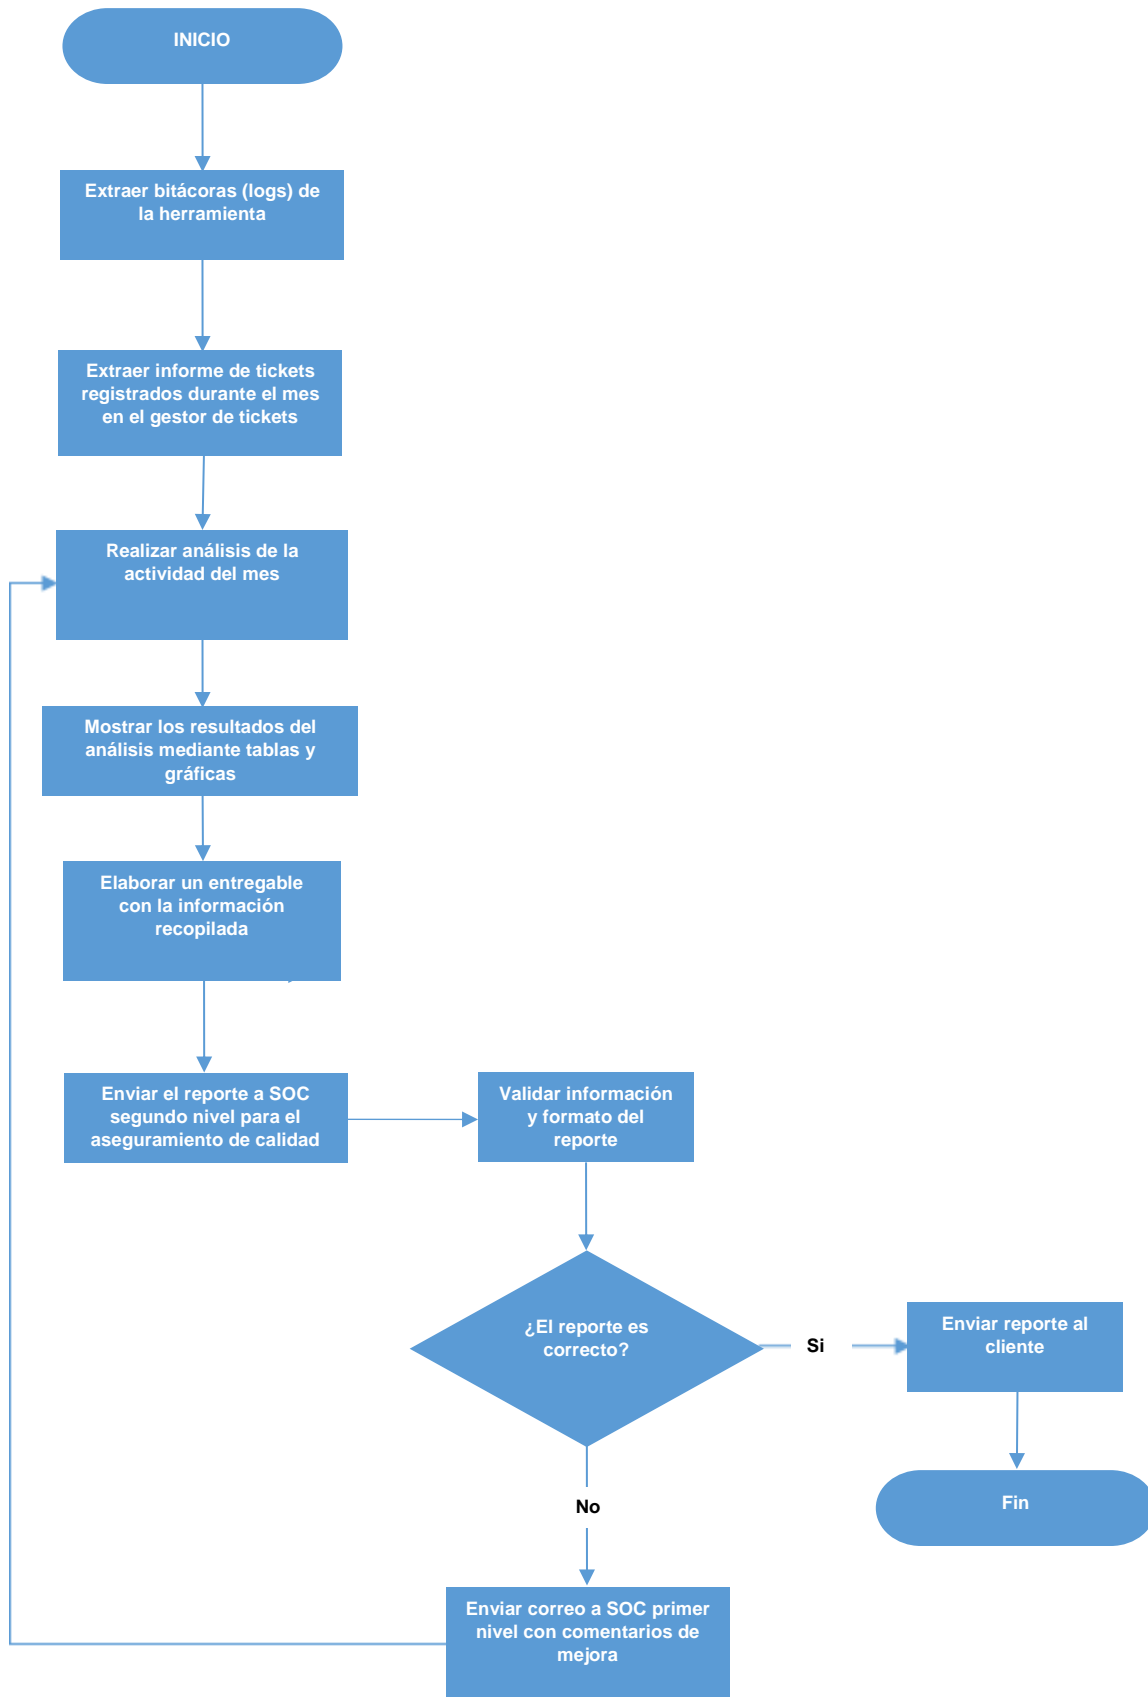 INICIO
Extraer bitácoras (logs) de
la herramienta
Extraer informe de tickets
registrados durante el mes
en el gestor de tickets
Realizar análisis de la
actividad del mes
Mostrar los resultados del
análisis mediante tablas y
gráficas
Elaborar un entregable
con la información
recopilada
Enviar el reporte a SOC
segundo nivel para el
aseguramiento de calidad
Validar información
y formato del
reporte
¿El reporte es
correcto?
Si
Enviar reporte al
cliente
Fin
No
Enviar correo a SOC primer
nivel con comentarios de
mejora